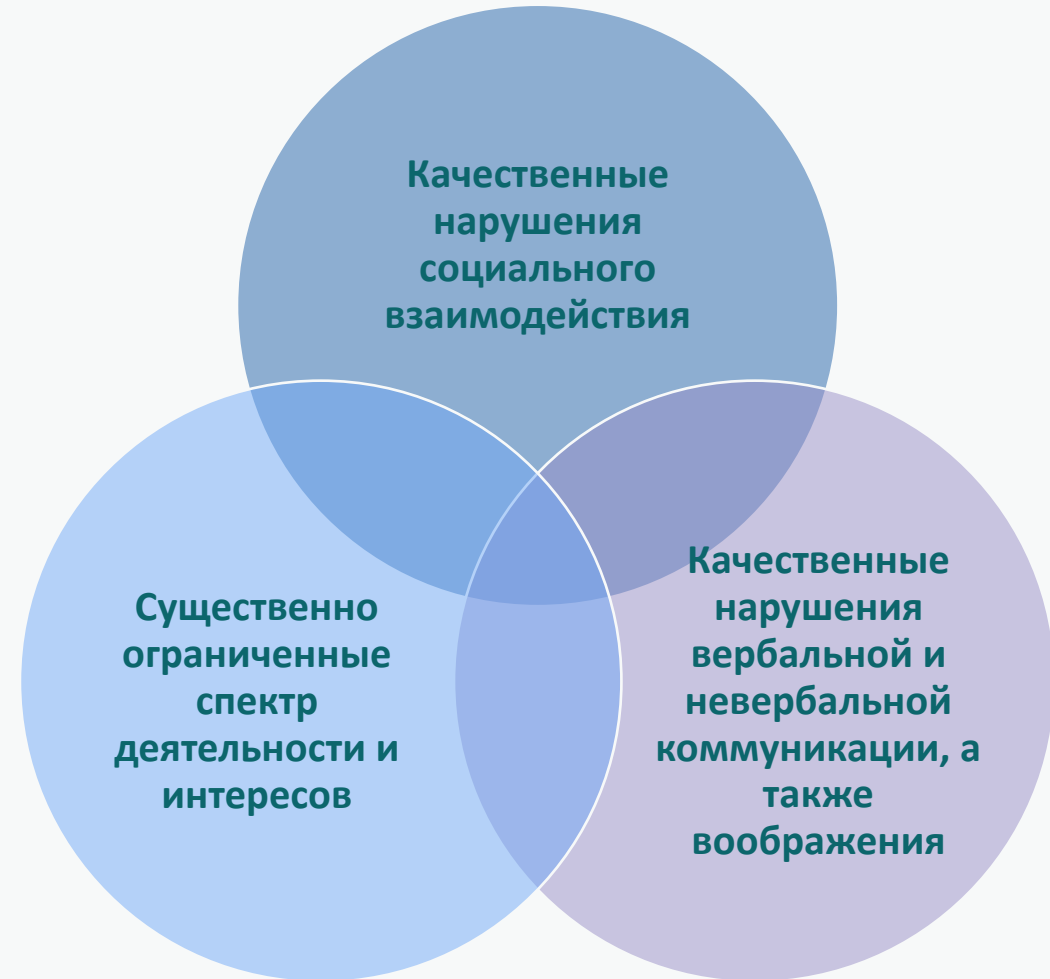 Качественные
нарушения
социального
взаимодействия
Существенно
ограниченные
спектр
деятельности и
интересов
Качественные
нарушения
вербальной и
невербальной
коммуникации, а
также
воображения